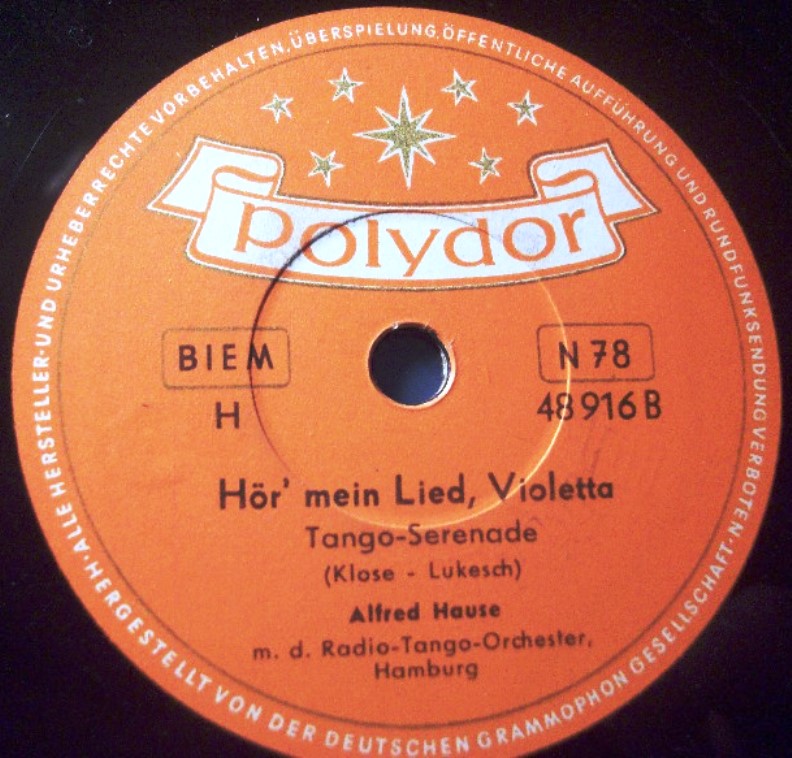 ·ALLE HERSTELLER-UND URHEBERRECHTE VORBEHALTEN, ÜBERSPIELUNG, ÖFFENTLICHE AUFFÜHRUNG UND RUNDFUNKSENDUNG VERBOTEN·
polydor
BIEM
N 78
H
48916 B
Hör' mein Lied, Violetta
Tango-Serenade
(Klose - Lukesch)
Alfred Hause
m. d. Radio-Tango-Orchester,
Hamburg
HERGESTELLT VON DER DEUTSCHEN GRAMMOPHON GESELLSCHAFT·